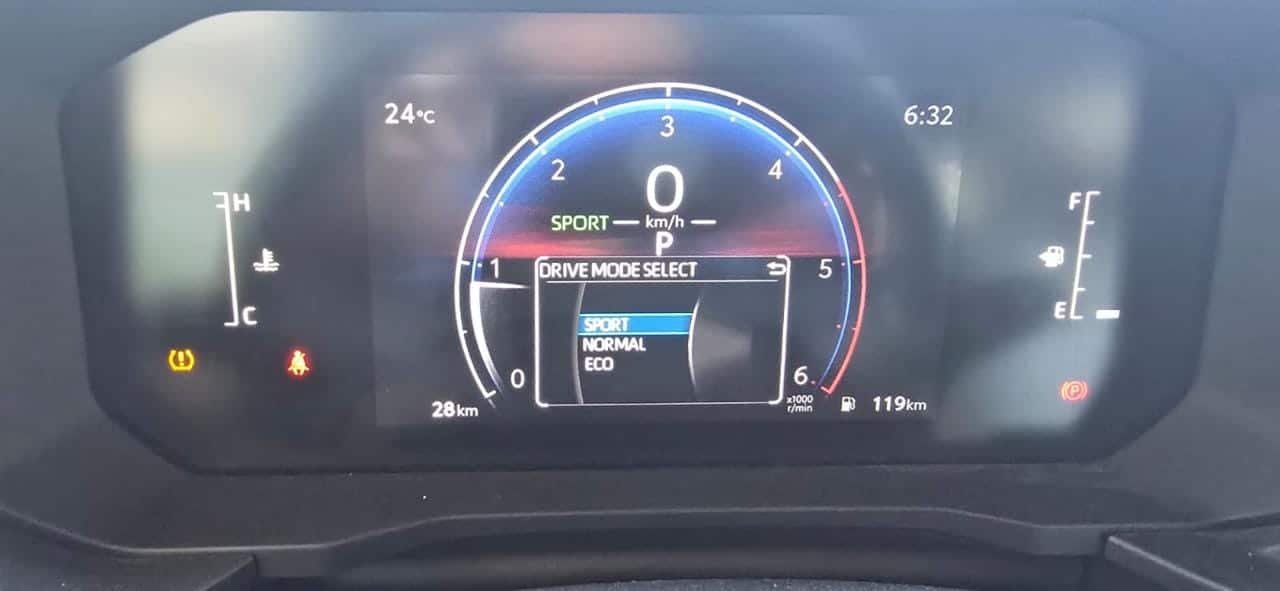 24°C
6:32
3
2
4
0
H
F
SPORT
km/h
P
1
DRIVE MODE SELECT
5
SPORT
C
E
NORMAL
ECO
0
6
x1000
r/min
28km
119km